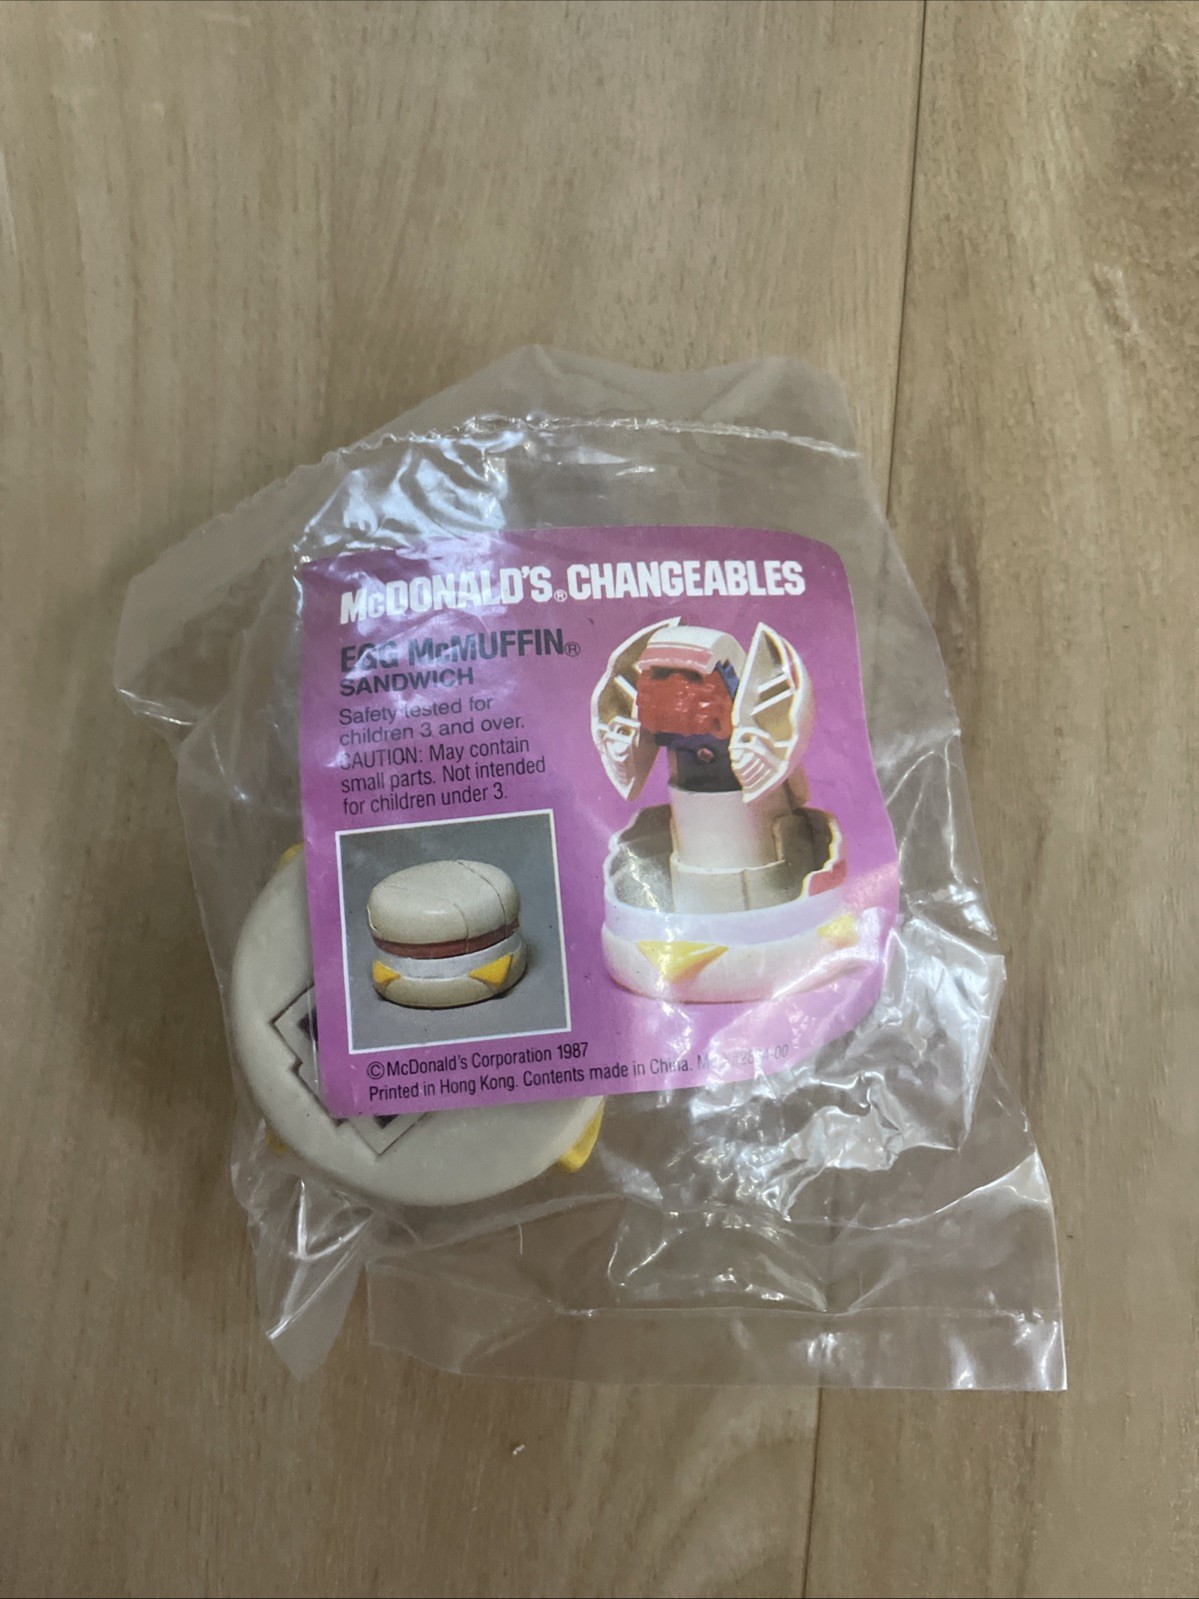 McDONALD'S® CHANGEABLES
EGG McMUFFIN®
SANDWICH
Safety tested for
children 3 and over.
CAUTION: May contain
small parts. Not intended
for children under 3.
©McDonald's Corporation 1987
Printed in Hong Kong. Contents made in China.